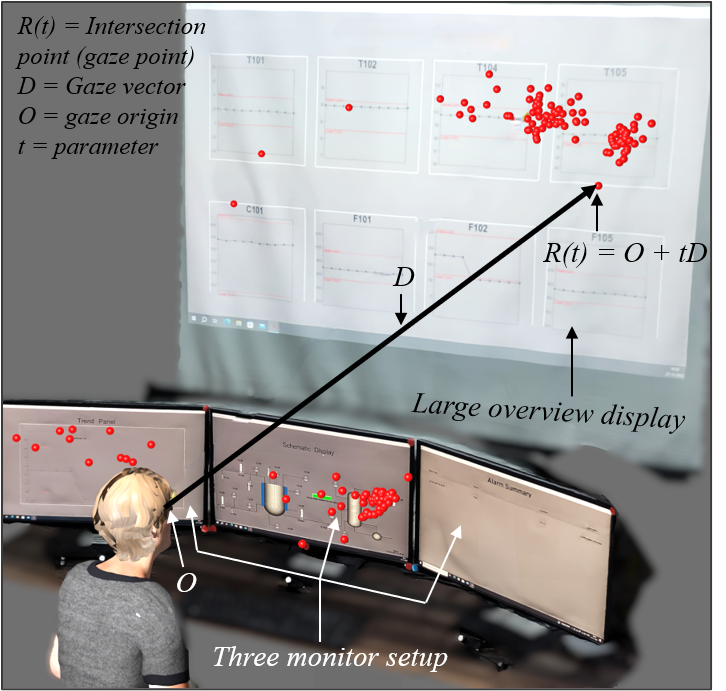 R(t) = Intersection
point (gaze point)
D = Gaze vector
O = gaze origin
t = parameter
T101
T102
T104
T105
C101
F101
F102
F105
R(t) = O + tD
D
Large overview display
Trend Panel
Schematic Display
Alarm Summary
O
Three monitor setup